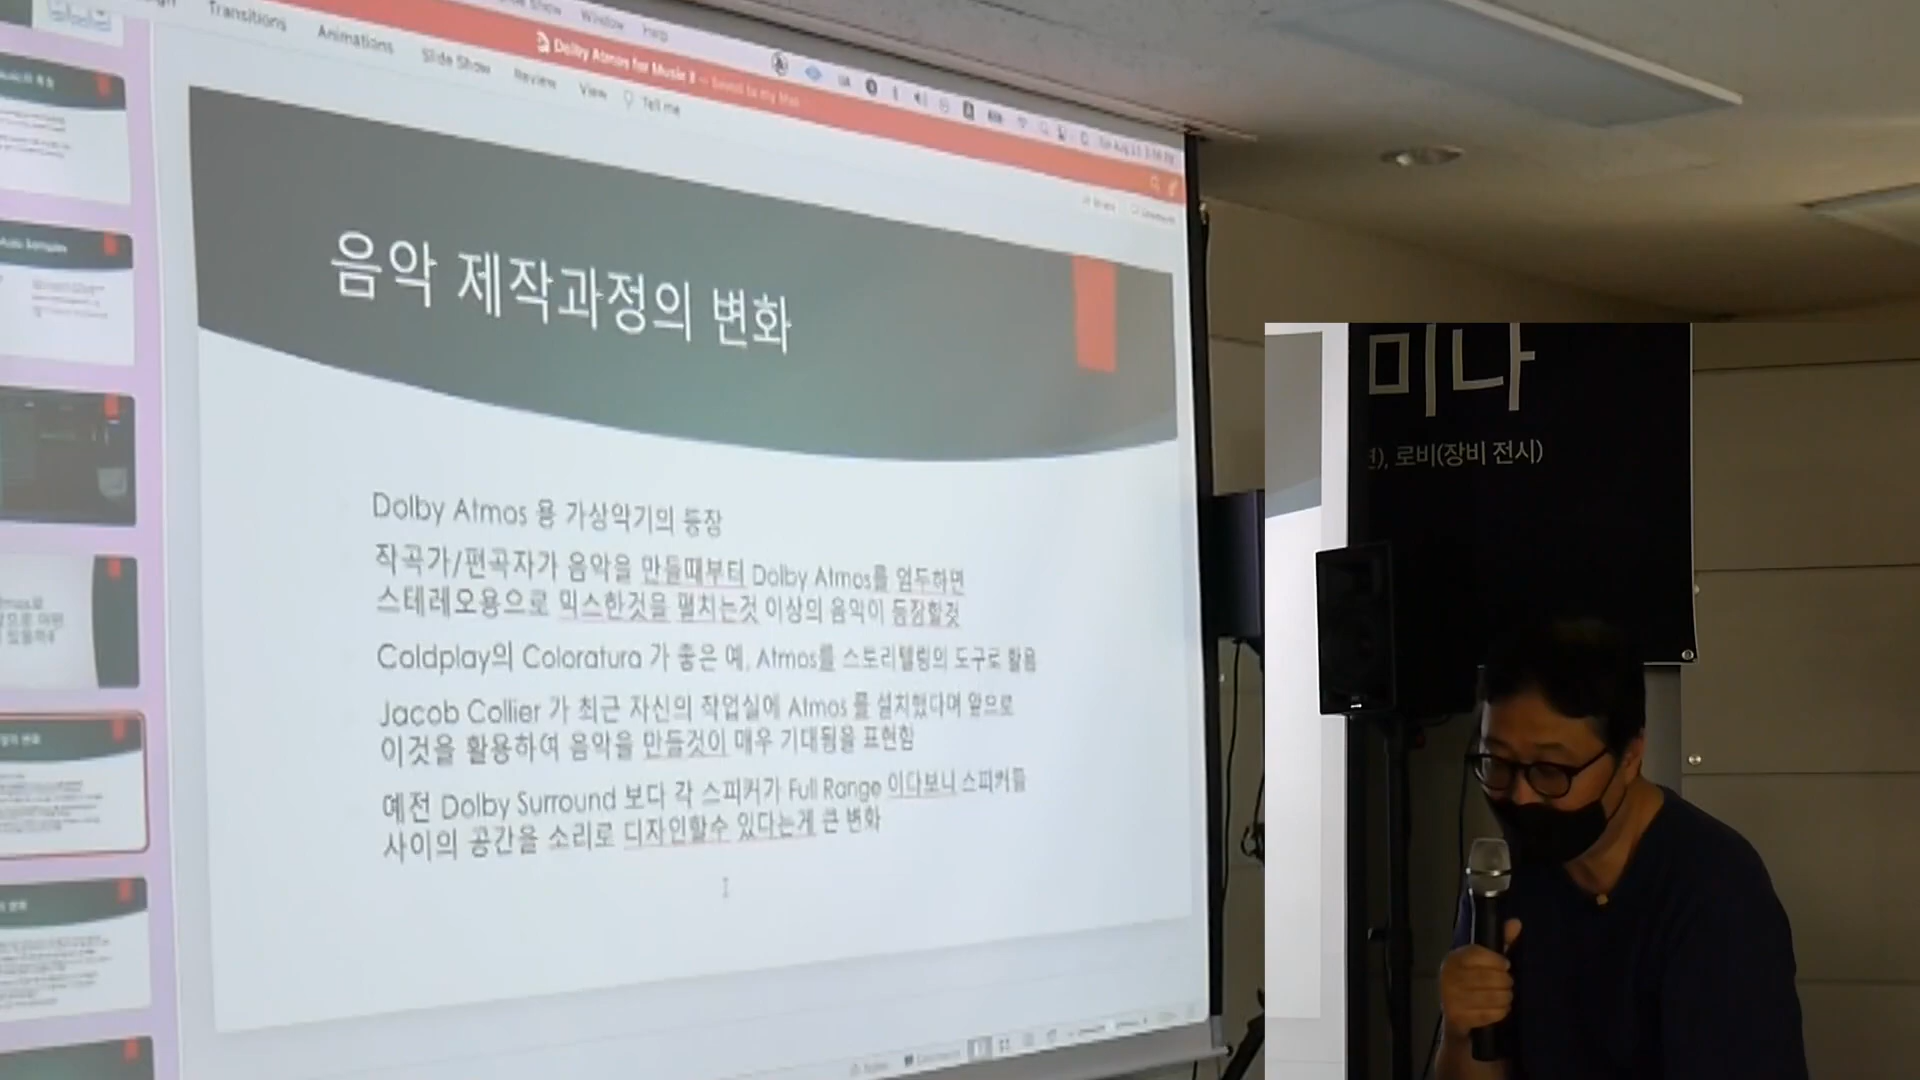 Transitions
Animations
Slide Show
Review
View
Tell me
Window
Help
Dolby Atmos for Music
음악 제작과정의 변화
Dolby Atmos 용 가상악기의 등장
작곡가/편곡자가 음악을 만들때부터 Dolby Atmos를 염두하면
스테레오용으로 믹스한것을 펼치는것 이상의 음악이 등장할것
Coldplay의 Coloratura 가 좋은 예, Atmos를 스토리텔링의 도구로 활용
Jacob Collier 가 최근 자신의 작업실에 Atmos 를 설치했다며 앞으로
이것을 활용하여 음악을 만들것이 매우 기대됨을 표현함
예전 Dolby Surround 보다 각 스피커가 Full Range 이다보니 스피커들
사이의 공간을 소리로 디자인할수 있다는게 큰 변화
미나
로비(장비 전시)